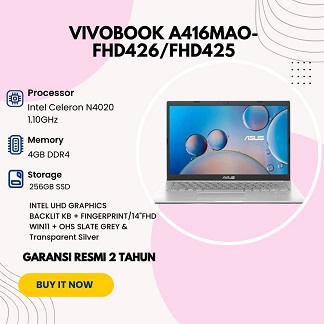 VIVOBOOK A416MAO-
FHD426/FHD425
Processor
Intel Celeron N4020
1.10GHz
Memory
4GB DDR4
Storage
256GB SSD
INTEL UHD GRAPHICS
BACKLIT KB + FINGERPRINT/14"FHD
WIN11 + OHS SLATE GREY &
Transparent Silver
GARANSI RESMI 2 TAHUN
BUY IT NOW
ASUS